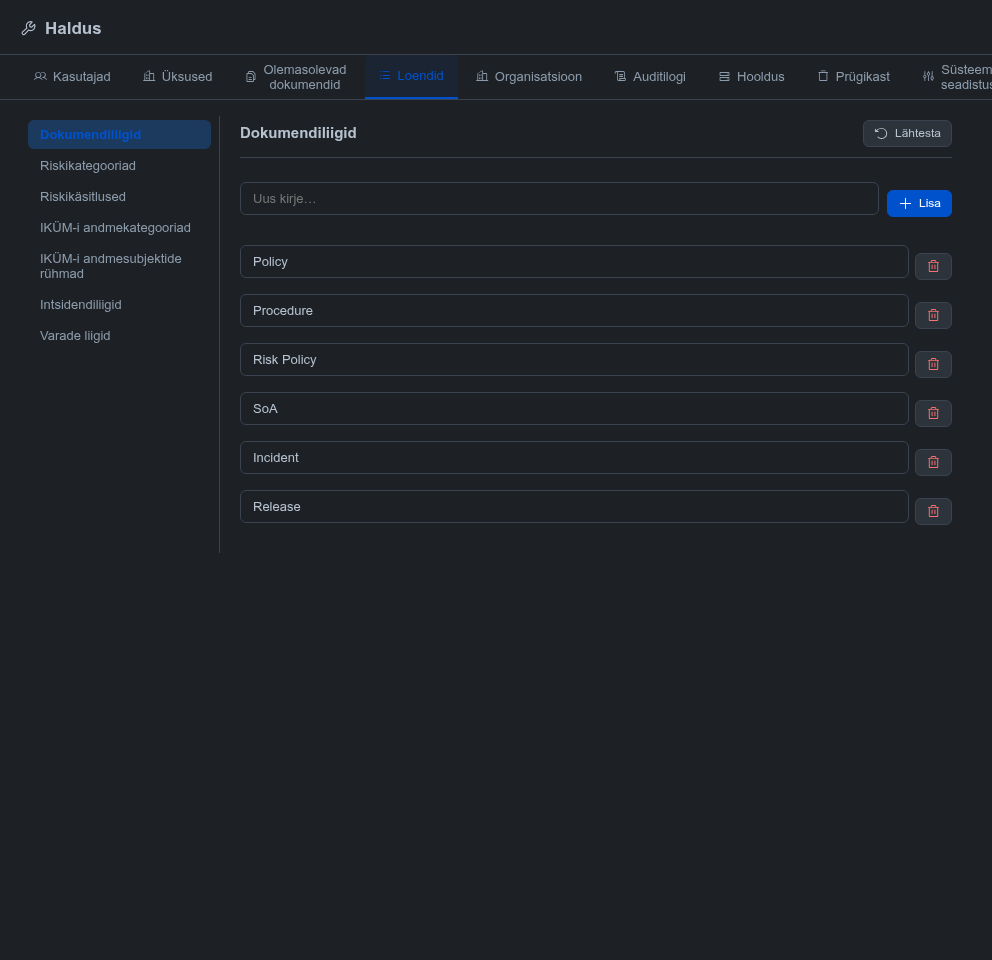 Haldus
Kasutajad
Üksused
Olemasolevad
dokumendid
Loendid
Organisatsioon
Auditilogi
Hooldus
Prügikast
Süsteem
seadistus
Dokumendiliigid
Riskikategooriad
Riskikäsitlused
IKÜM-i andmekategooriad
IKÜM-i andmesubjektide
rühmad
Intsidendiliigid
Varade liigid
Dokumendiliigid
Lähtesta
Uus kirje…
Lisa
Policy
Procedure
Risk Policy
SoA
Incident
Release